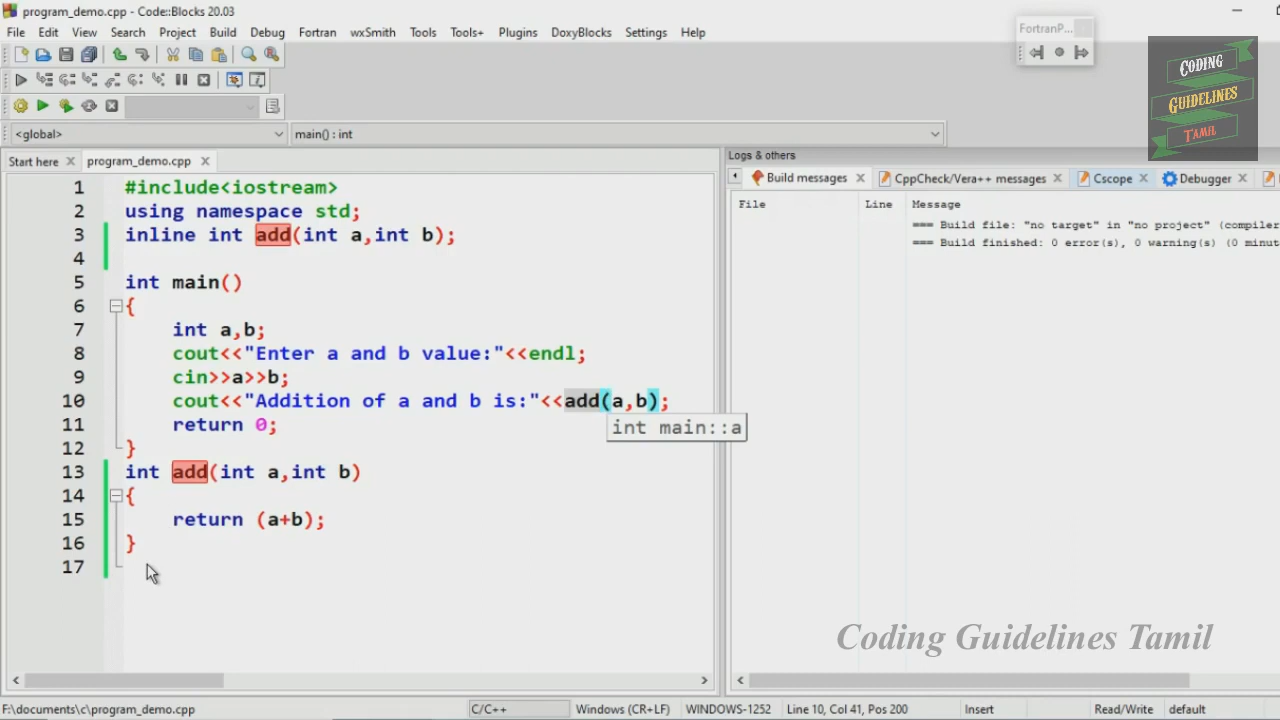 program_demo.cpp - Code::Blocks 20.03
File Edit View Search Project Build Debug Fortran wxSmith Tools Tools+ Plugins DoxyBlocks Settings Help
FortranP...
CODING
GUIDELINES
TAMIL
<global> main() : int
Start here program_demo.cpp
Logs & others
Build messages CppCheck/Vera++ messages Cscope Debugger
File Line Message
=== Build file: "no target" in "no project" (compiler
=== Build finished: 0 error(s), 0 warning(s) (0 minut
1 #include<iostream>
2 using namespace std;
3 inline int add(int a,int b);
4
5 int main()
6 {
7 int a,b;
8 cout<<"Enter a and b value:"<<endl;
9 cin>>a>>b;
10 cout<<"Addition of a and b is:"<<add(a,b);
int main::a
11 return 0;
12 }
13 int add(int a,int b)
14 {
15 return (a+b);
16 }
17
Coding Guidelines Tamil
F:\documents\c\program_demo.cpp C/C++ Windows (CR+LF) WINDOWS-1252 Line 10, Col 41, Pos 200 Insert Read/Write default